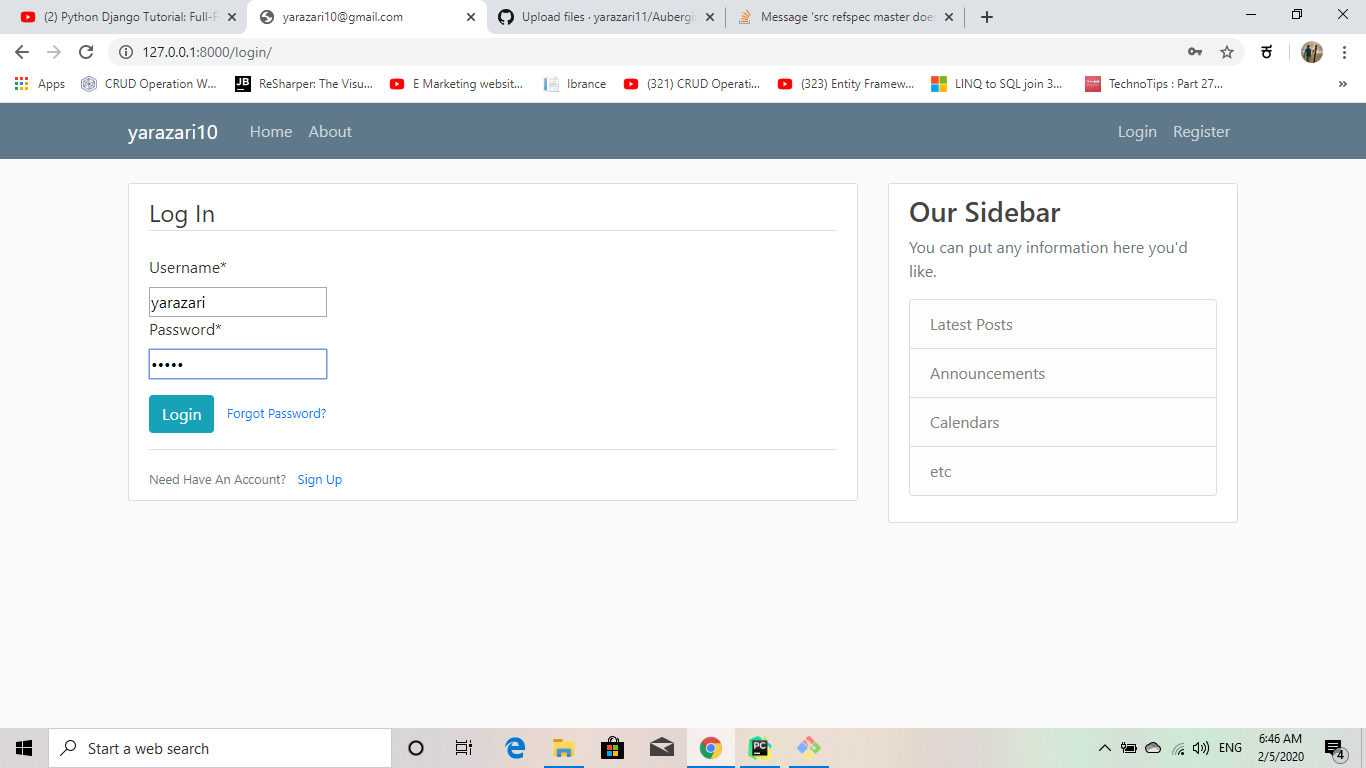 (2) Python Django Tutorial: Full-F
yarazari10@gmail.com
Upload files · yarazari11/Aubergi
Message 'src refspec master doe
127.0.0.1:8000/login/
Apps
CRUD Operation W...
ReSharper: The Visu...
E Marketing websit...
Ibrance
(321) CRUD Operati...
(323) Entity Framew...
LINQ to SQL join 3...
TechnoTips : Part 27...
yarazari10 Home About Login Register
Log In
Username*
yarazari
Password*
•••••
Login Forgot Password?
Need Have An Account? Sign Up
Our Sidebar
You can put any information here you'd
like.
Latest Posts
Announcements
Calendars
etc
Start a web search
ENG
6:46 AM
2/5/2020
4